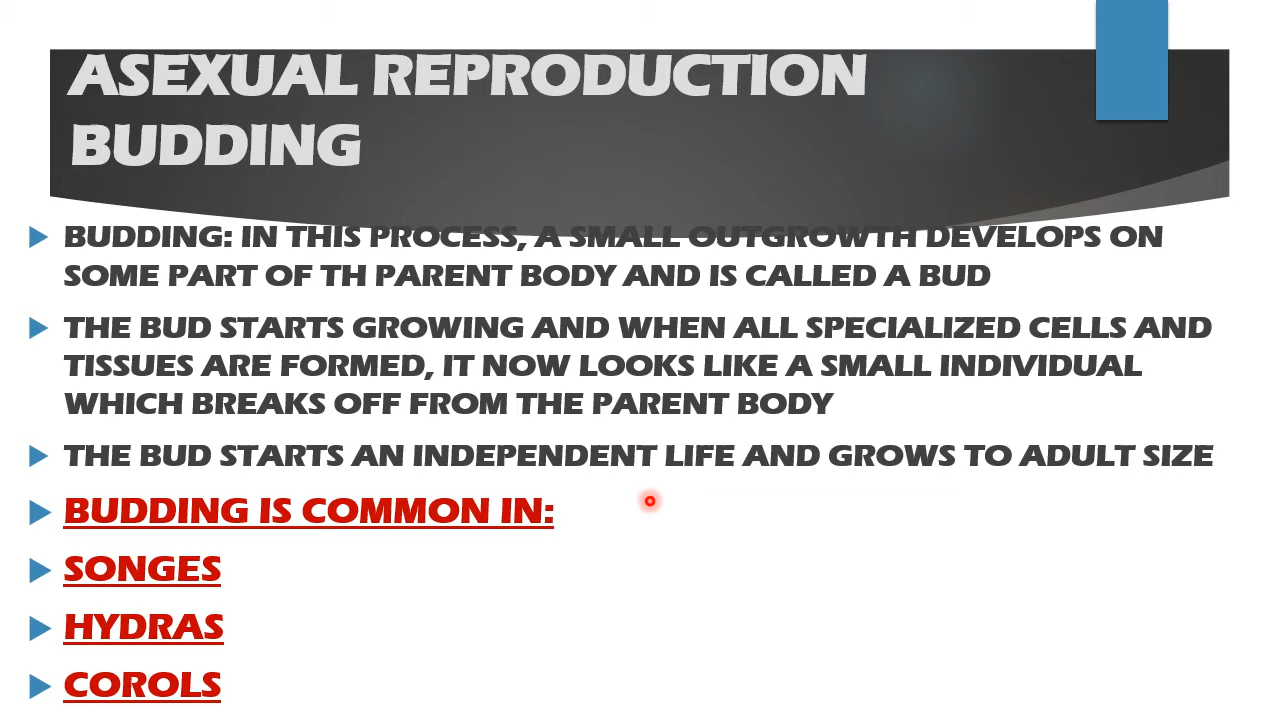 ASEXUAL REPRODUCTION
BUDDING
BUDDING: IN THIS PROCESS, A SMALL OUTGROWTH DEVELOPS ON
SOME PART OF TH PARENT BODY AND IS CALLED A BUD
THE BUD STARTS GROWING AND WHEN ALL SPECIALIZED CELLS AND
TISSUES ARE FORMED, IT NOW LOOKS LIKE A SMALL INDIVIDUAL
WHICH BREAKS OFF FROM THE PARENT BODY
THE BUD STARTS AN INDEPENDENT LIFE AND GROWS TO ADULT SIZE
BUDDING IS COMMON IN:
SONGES
HYDRAS
COROLS